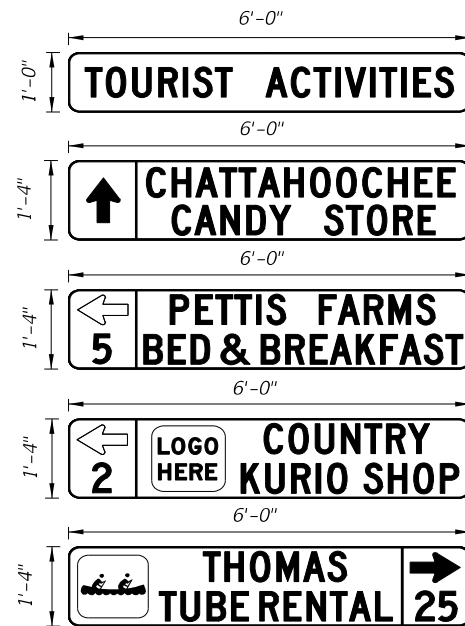 6'-0"
1'-0"
TOURIST ACTIVITIES
6'-0"
1'-4"
CHATTAHOOCHEE
CANDY STORE
6'-0"
1'-4"
PETTIS FARMS
5 BED & BREAKFAST
6'-0"
1'-4"
LOGO HERE
COUNTRY
2 KURIO SHOP
6'-0"
1'-4"
THOMAS
TUBE RENTAL 25